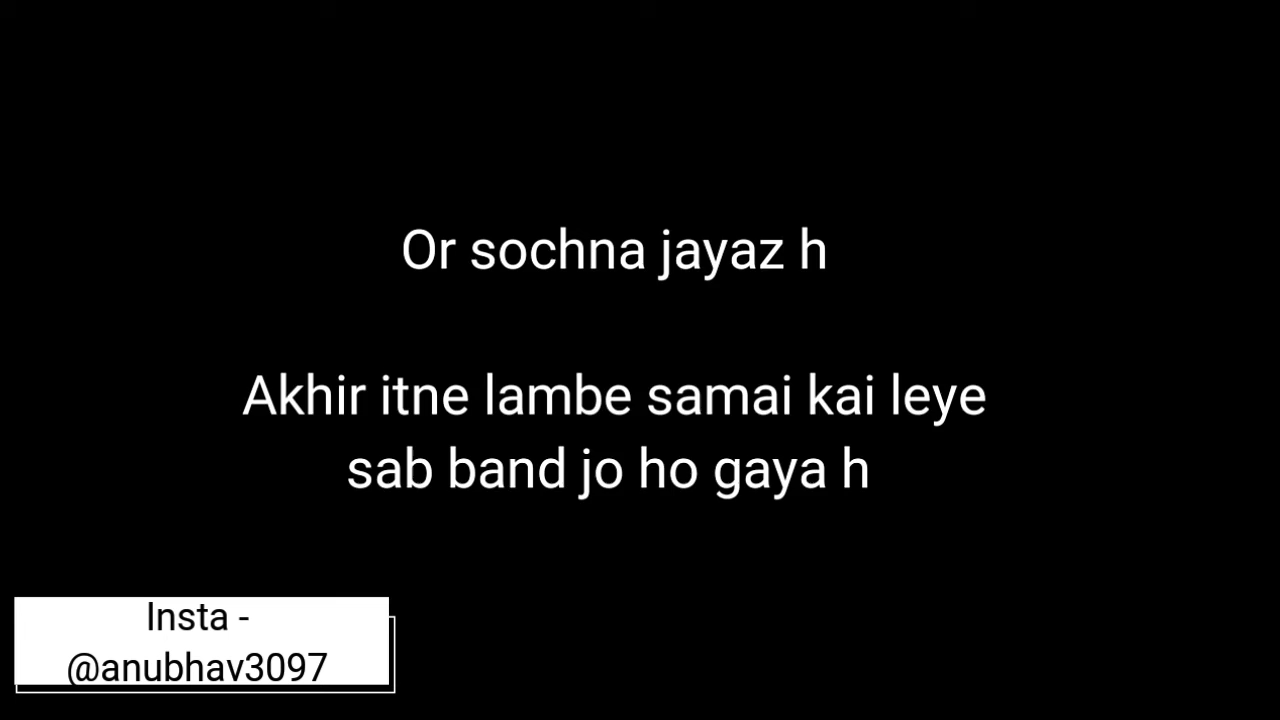 Or sochna jayaz h
Akhir itne lambe samai kai leye
sab band jo ho gaya h
Insta -
@anubhav3097